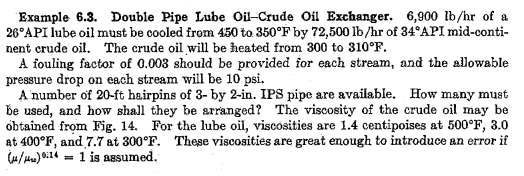 Example 6.3. Double Pipe Lube Oil–Crude Oil Exchanger. 6,900 lb/hr of a
26°API lube oil must be cooled from 450 to 350°F by 72,500 lb/hr of 34°API mid-conti-
nent crude oil. The crude oil will be heated from 300 to 310°F.
A fouling factor of 0.003 should be provided for each stream, and the allowable
pressure drop on each stream will be 10 psi.
A number of 20-ft hairpins of 3- by 2-in. IPS pipe are available. How many must
be used, and how shall they be arranged? The viscosity of the crude oil may be
obtained from Fig. 14. For the lube oil, viscosities are 1.4 centipoises at 500°F, 3.0
at 400°F, and 7.7 at 300°F. These viscosities are great enough to introduce an error if
(μ/μw)^0.14 = 1 is assumed.